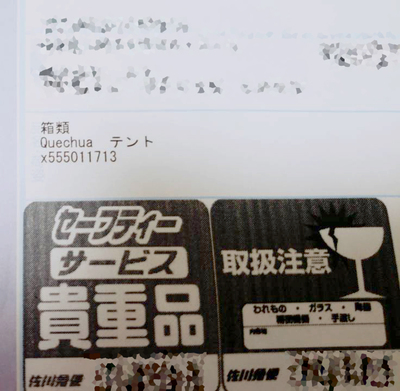 箱類
Quechua テント
x555011713
セーフティー
サービス
貴重品
佐川急便
取扱注意
われもの・ガラス・陶器
精密機器・手渡し
佐川急便